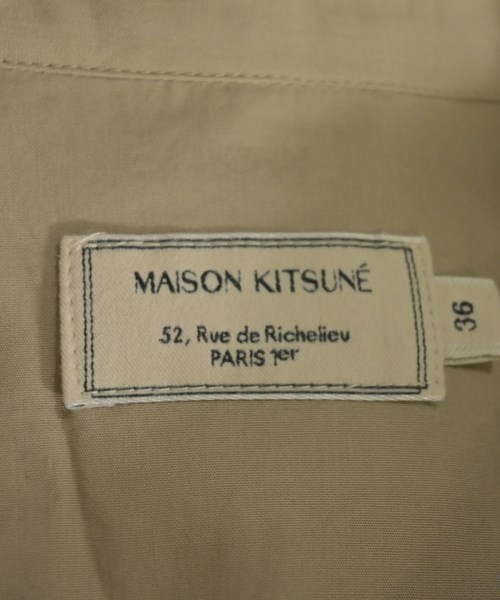 MAISON KITSUNÉ
52, Rue de Richelieu
PARIS 1er
36